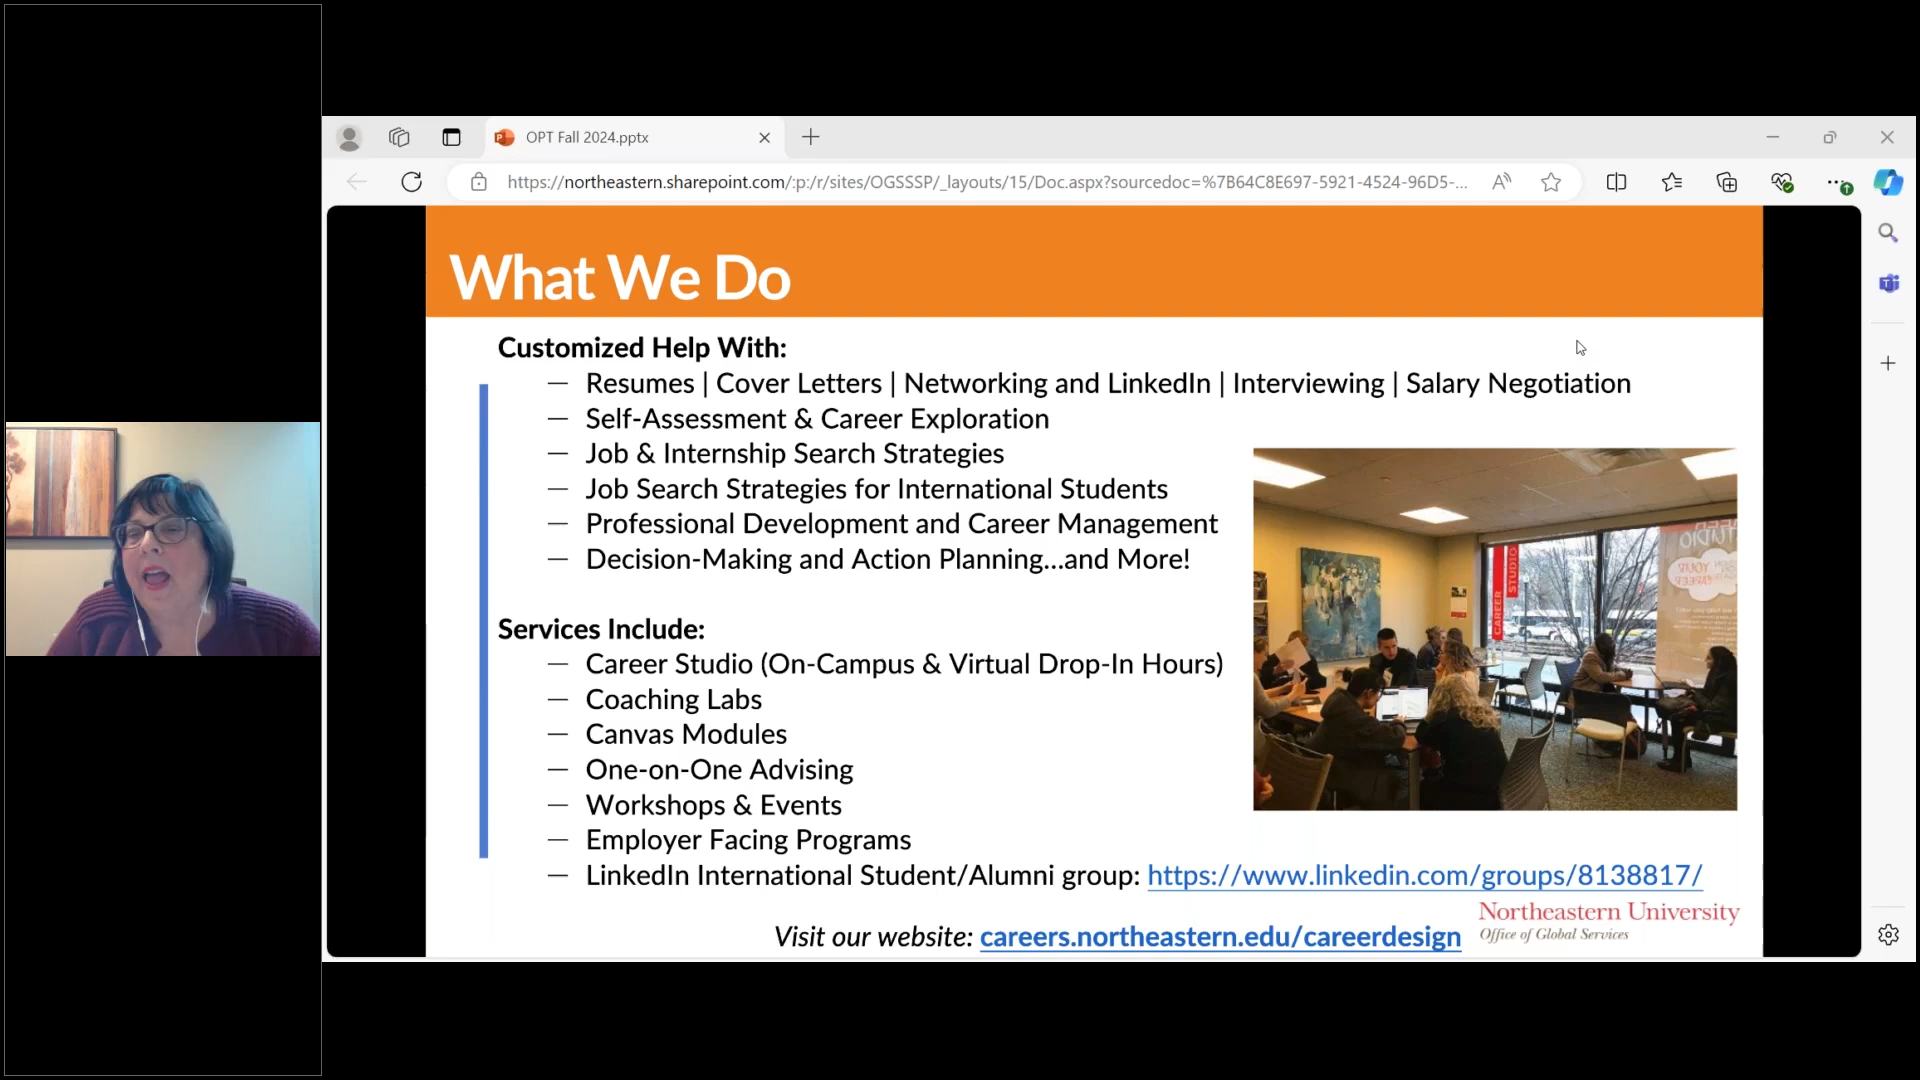 OPT Fall 2024.pptx
https://northeastern.sharepoint.com/:p:/r/sites/OGSSSP/_layouts/15/Doc.aspx?sourcedoc=%7B64C8E697-5921-4524-96D5-...
What We Do
Customized Help With:
— Resumes | Cover Letters | Networking and LinkedIn | Interviewing | Salary Negotiation
— Self-Assessment & Career Exploration
— Job & Internship Search Strategies
— Job Search Strategies for International Students
— Professional Development and Career Management
— Decision-Making and Action Planning...and More!
CAREER STUDIO
Services Include:
— Career Studio (On-Campus & Virtual Drop-In Hours)
— Coaching Labs
— Canvas Modules
— One-on-One Advising
— Workshops & Events
— Employer Facing Programs
— LinkedIn International Student/Alumni group: https://www.linkedin.com/groups/8138817/
Visit our website: careers.northeastern.edu/careerdesign
Northeastern University
Office of Global Services